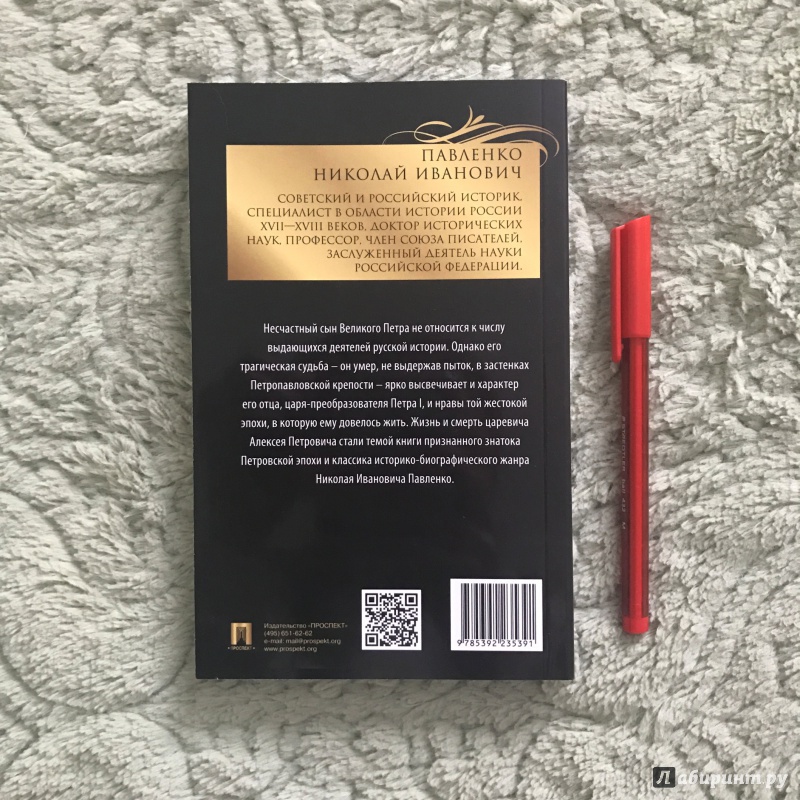 ПАВЛЕНКО
НИКОЛАЙ ИВАНОВИЧ
СОВЕТСКИЙ И РОССИЙСКИЙ ИСТОРИК,
СПЕЦИАЛИСТ В ОБЛАСТИ ИСТОРИИ РОССИИ
XVII—XVIII ВЕКОВ, ДОКТОР ИСТОРИЧЕСКИХ
НАУК, ПРОФЕССОР, ЧЛЕН СОЮЗА ПИСАТЕЛЕЙ,
ЗАСЛУЖЕННЫЙ ДЕЯТЕЛЬ НАУКИ
РОССИЙСКОЙ ФЕДЕРАЦИИ.
Несчастный сын Великого Петра не относится к числу
выдающихся деятелей русской истории. Однако его
трагическая судьба – он умер, не выдержав пыток, в застенках
Петропавловской крепости – ярко высвечивает и характер
его отца, царя-преобразователя Петра I, и нравы той жестокой
эпохи, в которую ему довелось жить. Жизнь и смерть царевича
Алексея Петровича стали темой книги признанного знатока
Петровской эпохи и классика историко-биографического жанра
Николая Ивановича Павленко.
Издательство «ПРОСПЕКТ»
(495) 651-62-62
e-mail: mail@prospekt.org
www.prospekt.org
«ПРОСПЕКТ»
9 785392 235391
Лабиринт.ру